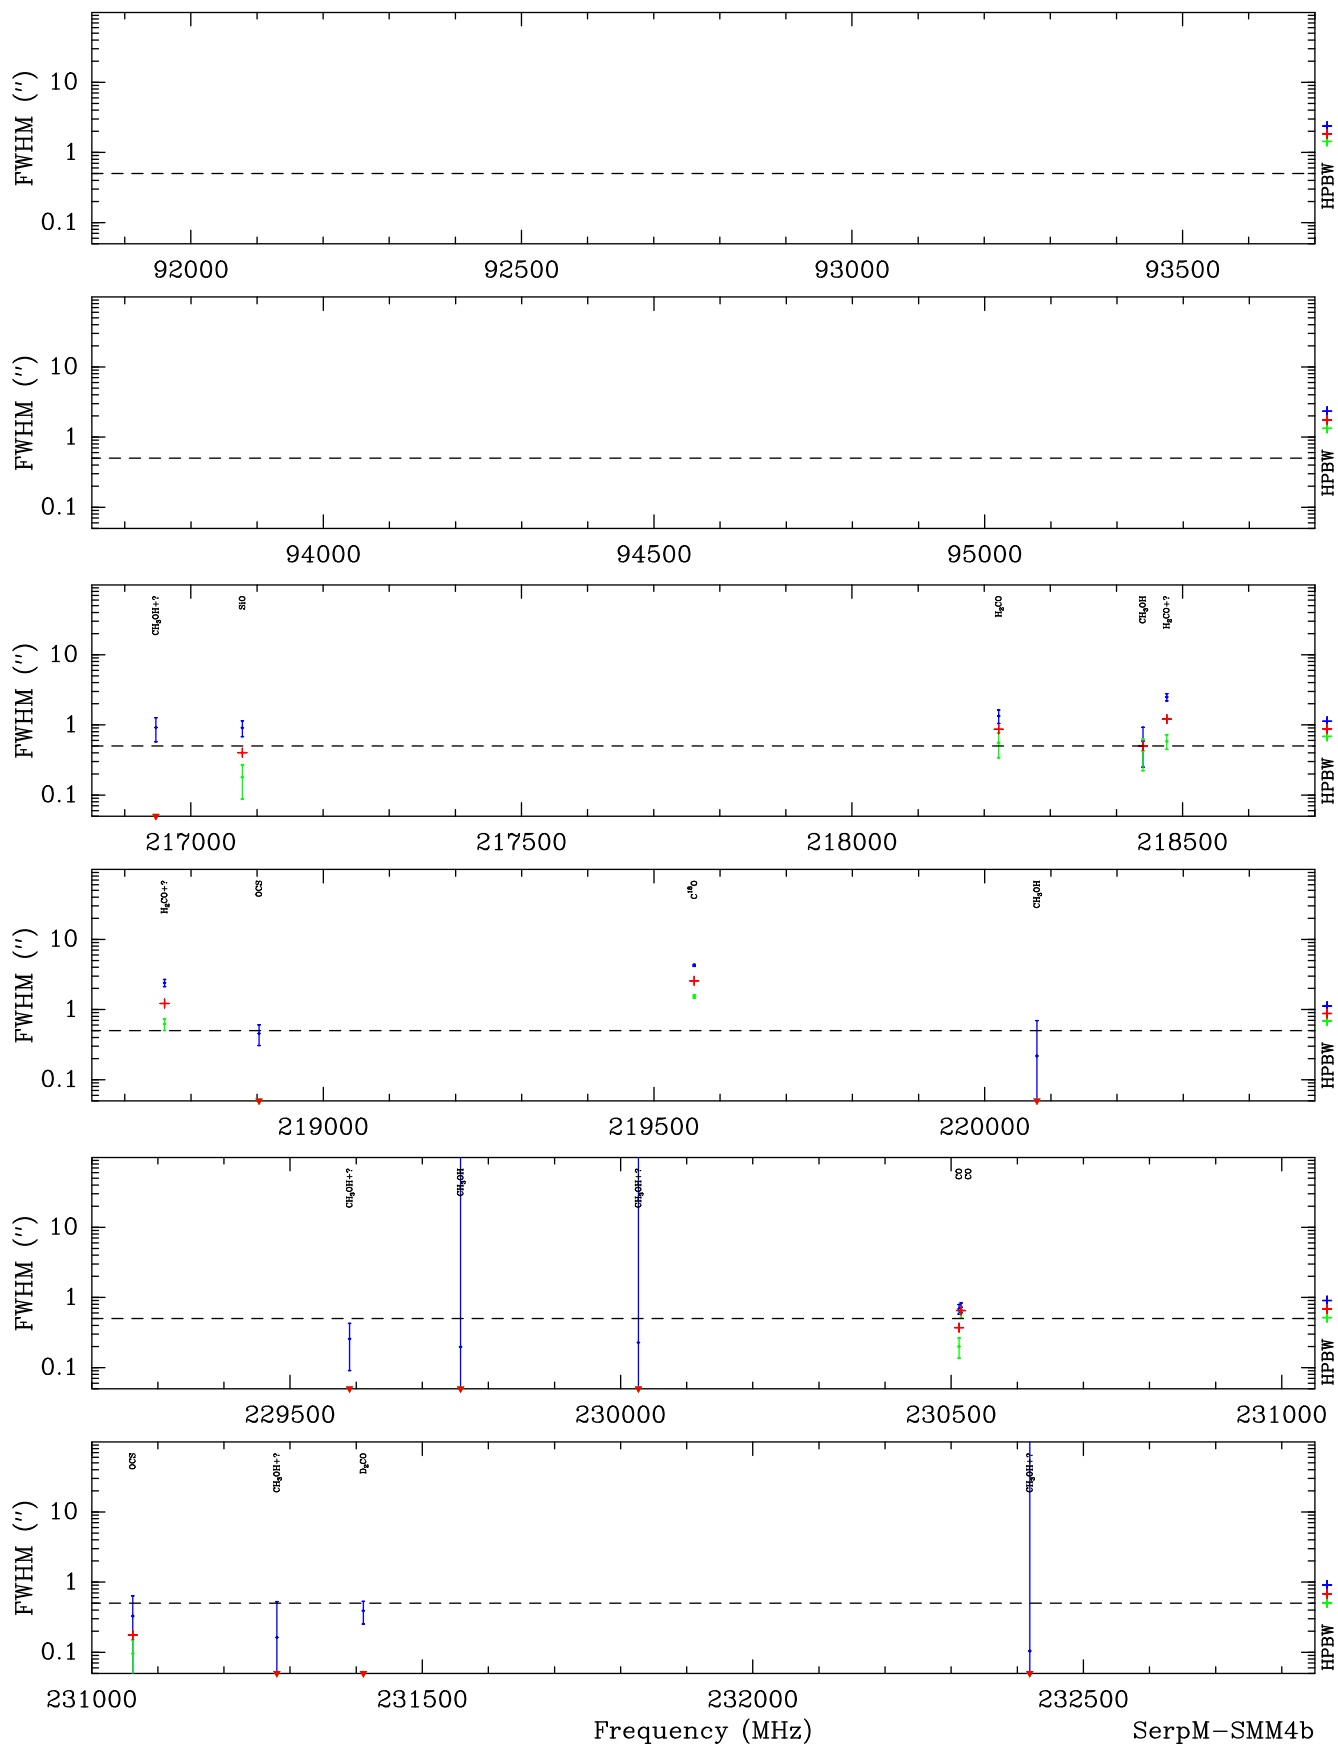 FWHM (″)
10
1
0.1
HPBW
92000 92500 93000 93500
FWHM (″)
10
1
0.1
HPBW
94000 94500 95000
CH₃OH+? SiO H₂CO CH₃OH H₂CO+?
FWHM (″)
10
1
0.1
HPBW
217000 217500 218000 218500
H₂CO+? OCS C¹⁸O CH₃OH
FWHM (″)
10
1
0.1
HPBW
219000 219500 220000
CH₃OH+? CH₃OH CH₃OH+? CO CO
FWHM (″)
10
1
0.1
HPBW
229500 230000 230500 231000
OCS CH₃OH+? D₂CO CH₃OH+?
FWHM (″)
10
1
0.1
HPBW
231000 231500 232000 232500
Frequency (MHz)
SerpM−SMM4b